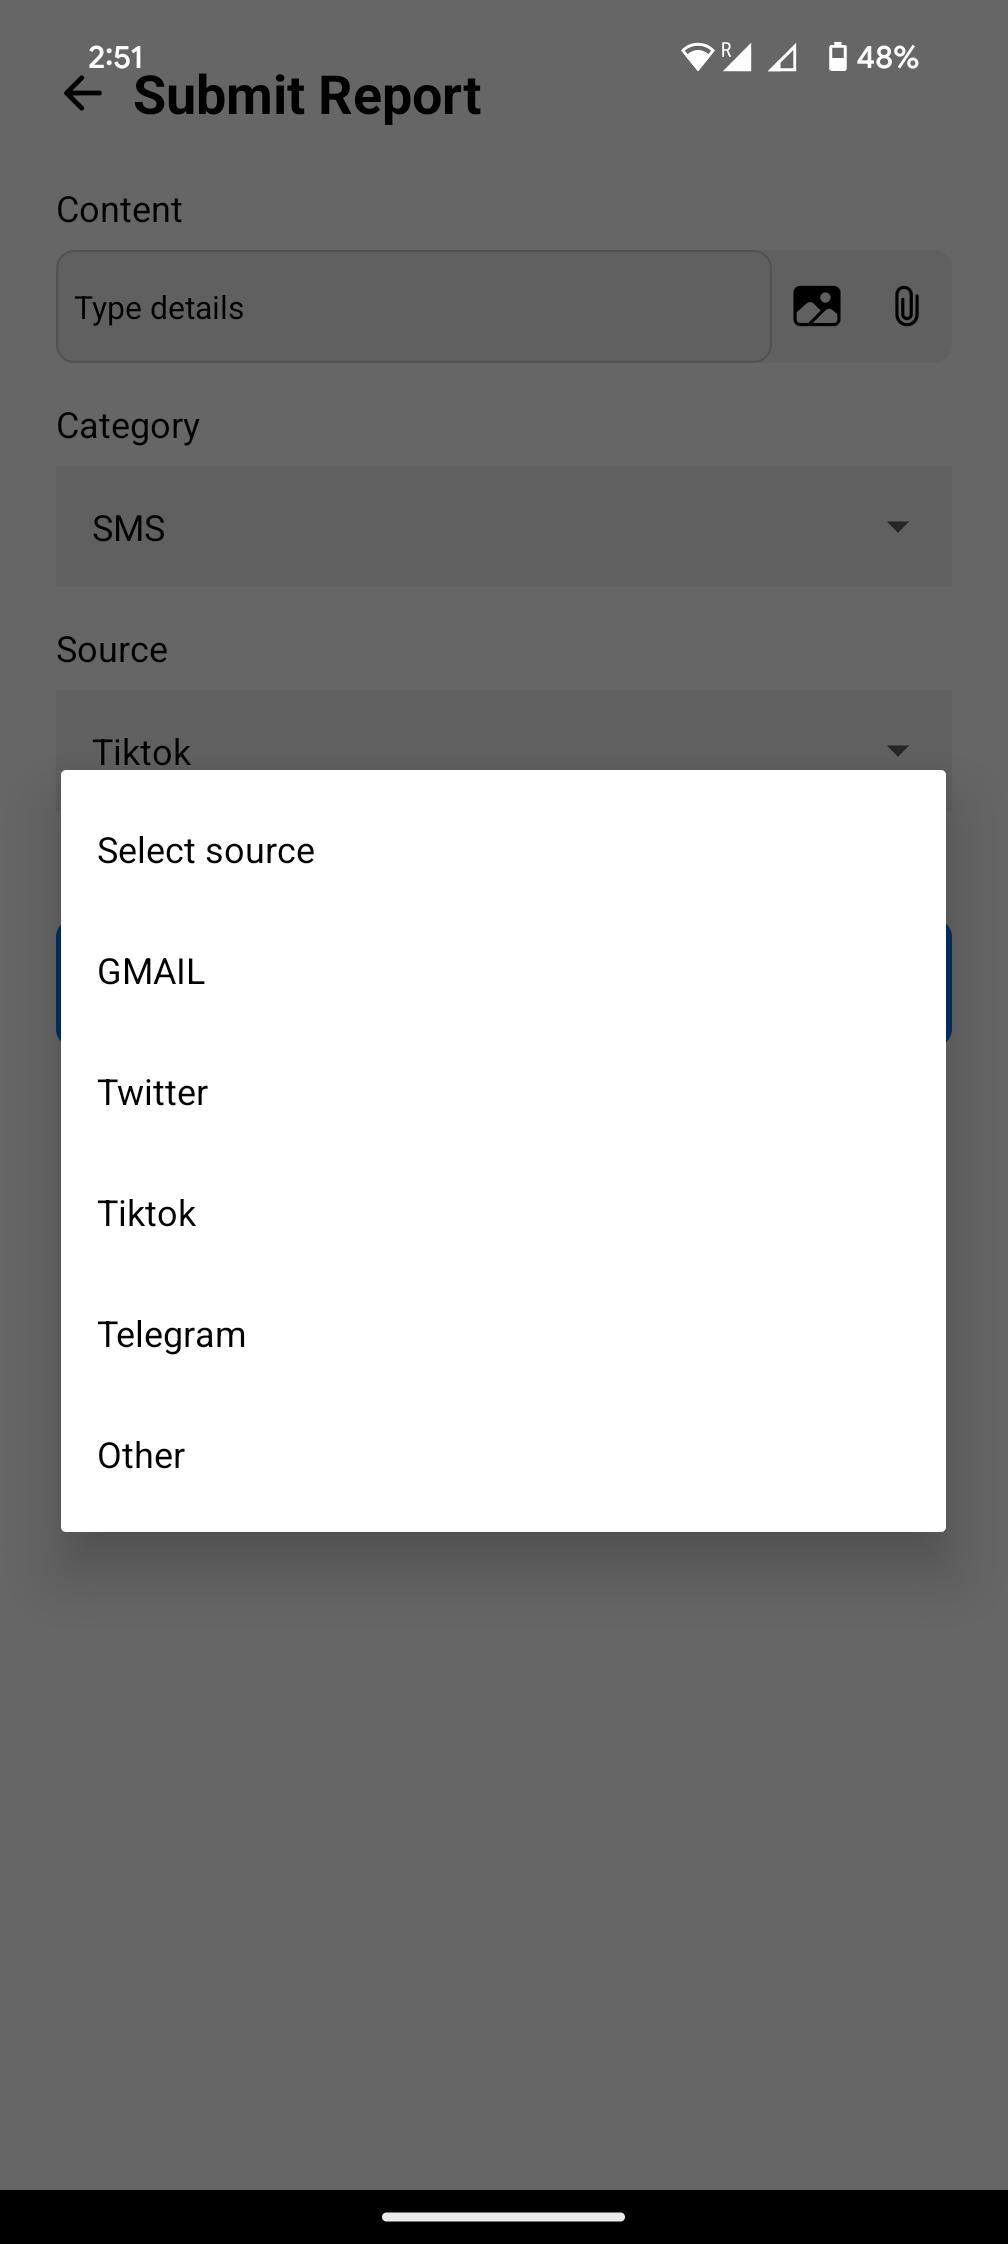 2:51
R
48%
Submit Report
Content
Type details
Category
SMS
Source
Tiktok
Select source
GMAIL
Twitter
Tiktok
Telegram
Other